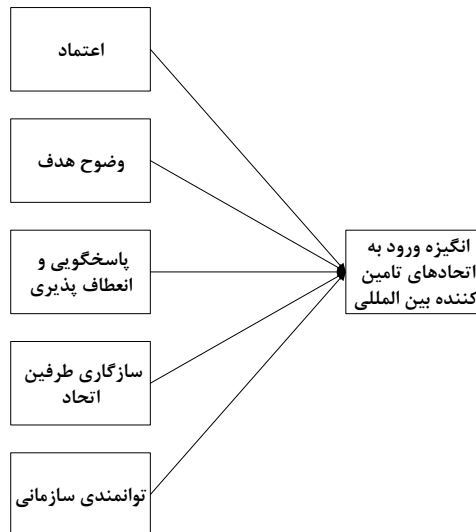 اعتماد
وضوح هدف
پاسخگویی و
انعطاف پذیری
سازگاری طرفین
اتحاد
توانمندی سازمانی
انگیزه ورود به
اتحادهای تامین
کننده بین المللی